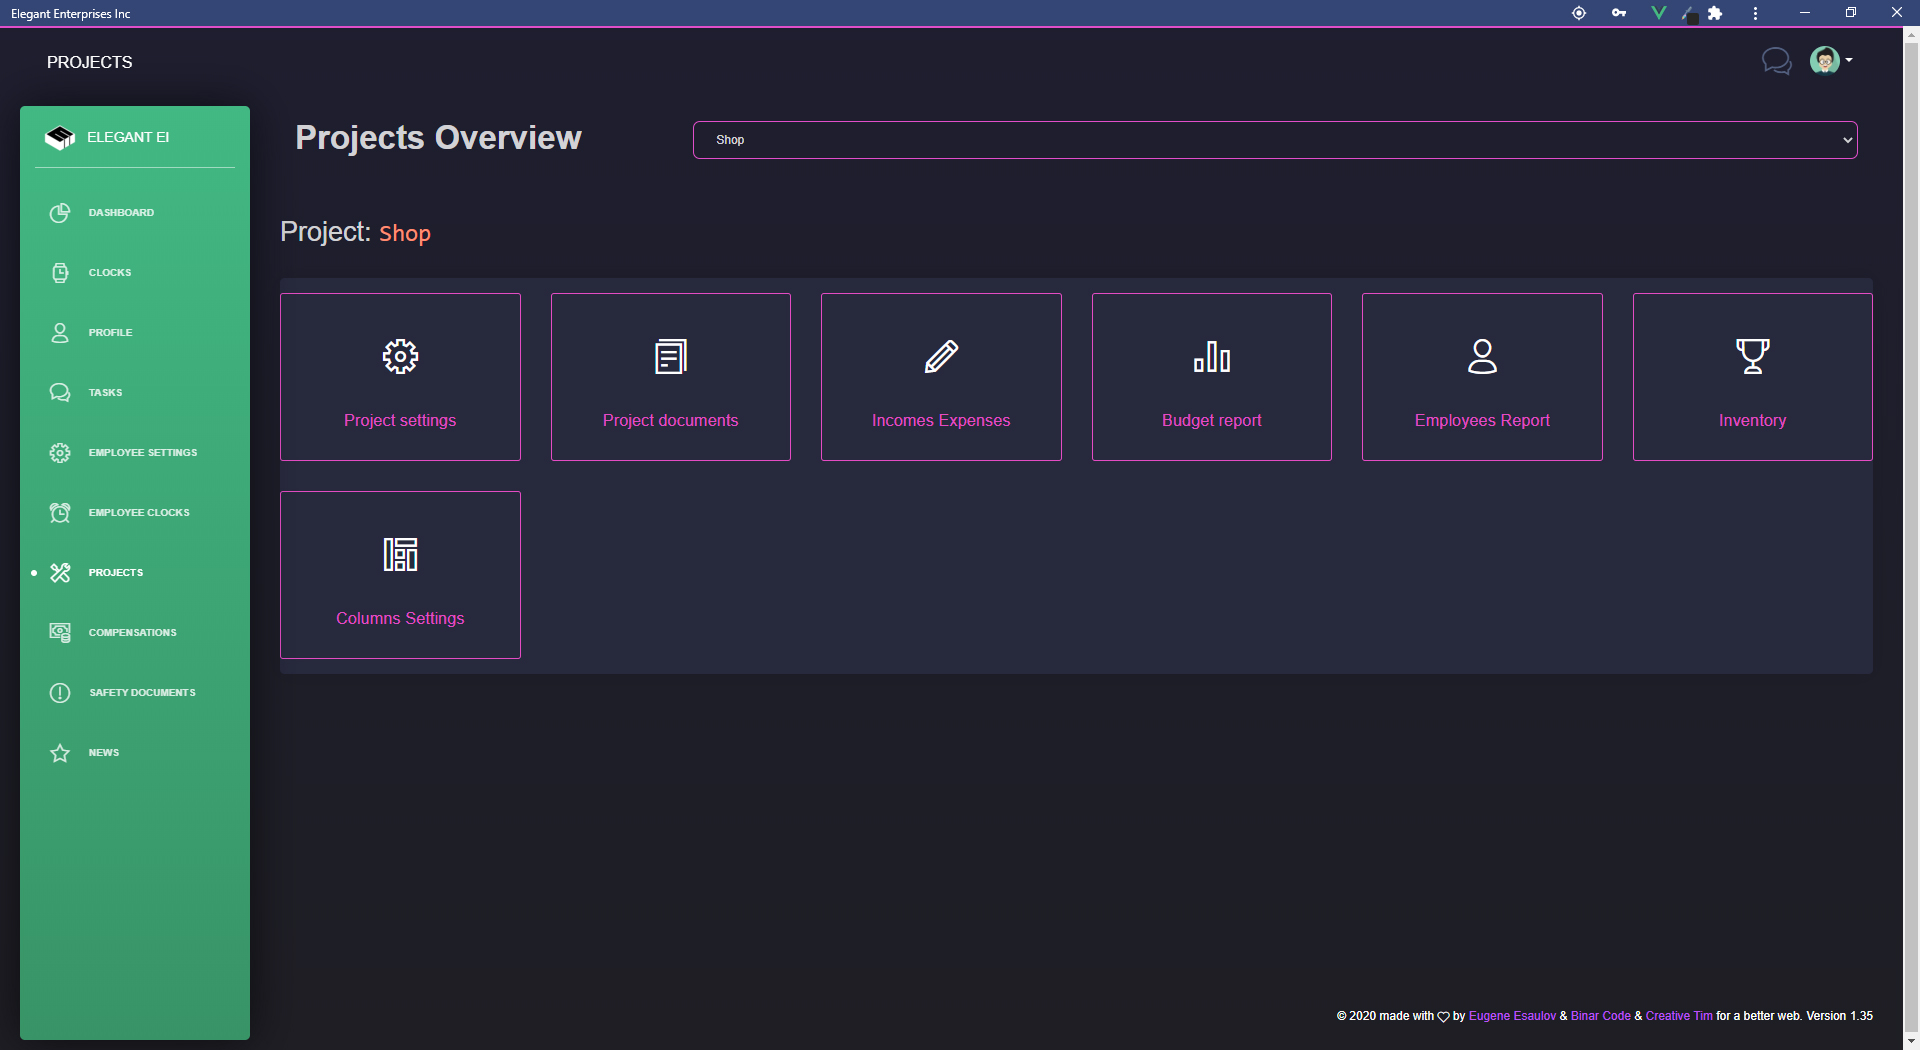 Elegant Enterprises Inc
PROJECTS
ELEGANT EI
DASHBOARD
CLOCKS
PROFILE
TASKS
EMPLOYEE SETTINGS
EMPLOYEE CLOCKS
PROJECTS
COMPENSATIONS
SAFETY DOCUMENTS
NEWS
Projects Overview
Shop
Project: Shop
Project settings
Project documents
Incomes Expenses
Budget report
Employees Report
Inventory
Columns Settings
© 2020 made with ♡ by Eugene Esaulov & Binar Code & Creative Tim for a better web. Version 1.35